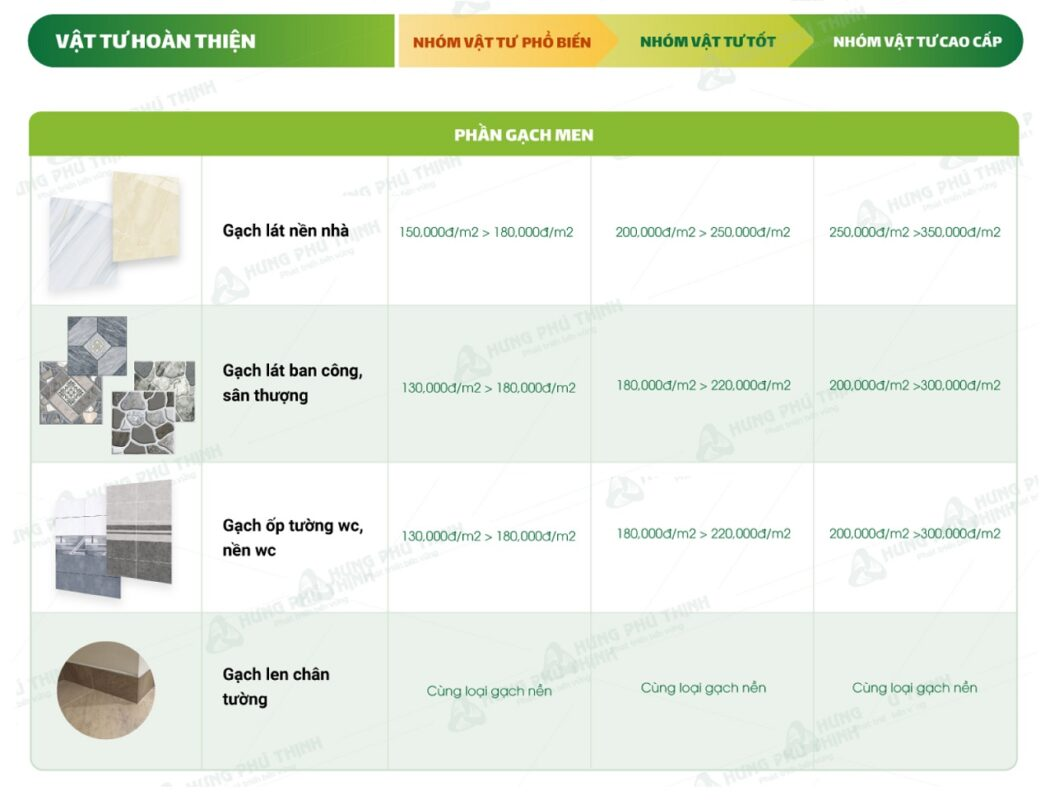 VẬT TƯ HOÀN THIỆN
NHÓM VẬT TƯ PHỔ BIẾN
NHÓM VẬT TƯ TỐT
NHÓM VẬT TƯ CAO CẤP
PHẦN GẠCH MEN
Gạch lát nền nhà
150,000đ/m2 > 180,000đ/m2
200,000đ/m2 > 250,000đ/m2
250,000đ/m2 >350,000đ/m2
Gạch lát ban công,
sân thượng
130,000đ/m2 > 180,000đ/m2
180,000đ/m2 > 220,000đ/m2
200,000đ/m2 >300,000đ/m2
Gạch ốp tường wc,
nền wc
130,000đ/m2 > 180,000đ/m2
180,000đ/m2 > 220,000đ/m2
200,000đ/m2 >300,000đ/m2
Gạch len chân
tường
Cùng loại gạch nền
Cùng loại gạch nền
Cùng loại gạch nền
HƯNG PHÚ THỊNH
Phát triển bền vững